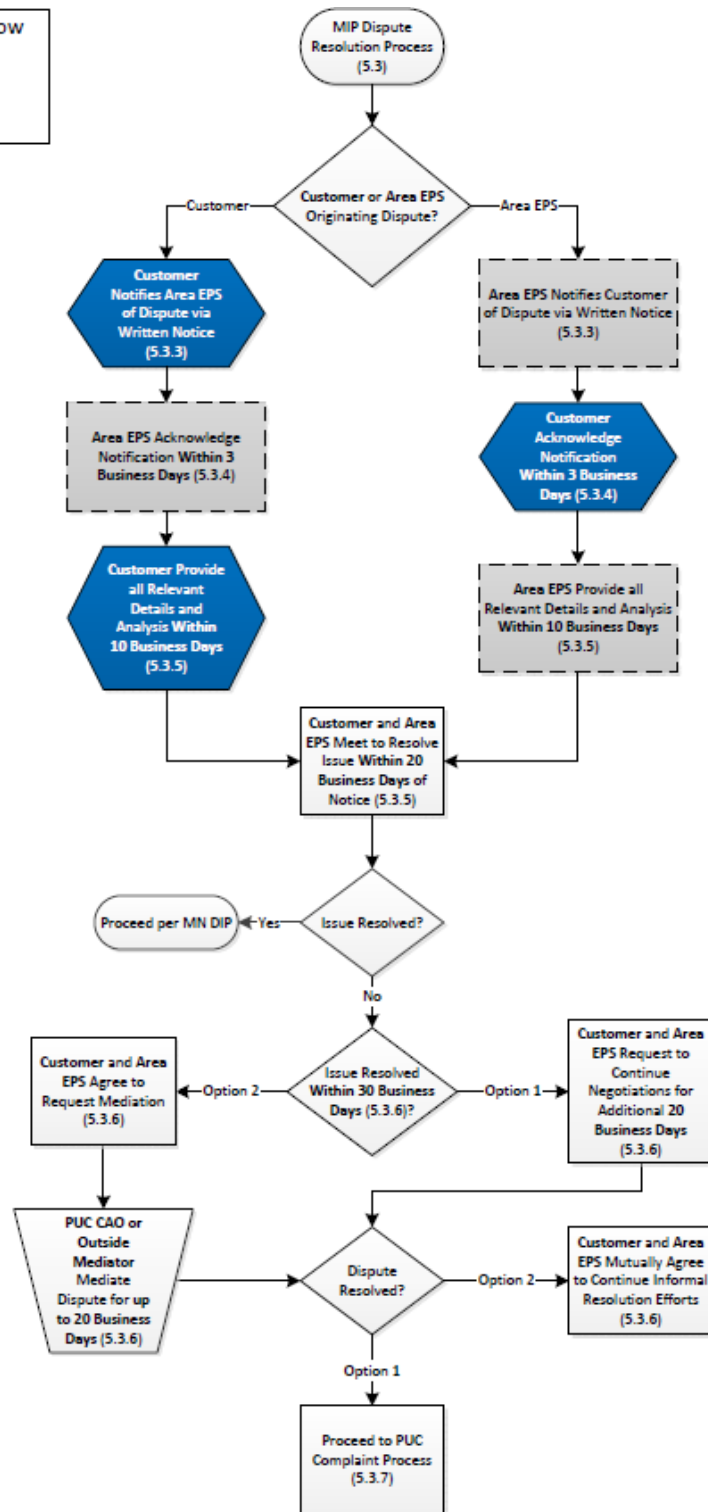 ow
MIP Dispute
Resolution Process
(5.3)
Customer or Area EPS
Originating Dispute?
Customer
Area EPS
Customer
Notifies Area EPS
of Dispute via
Written Notice
(5.3.3)
Area EPS Notifies Customer
of Dispute via Written Notice
(5.3.3)
Area EPS Acknowledge
Notification Within 3
Business Days (5.3.4)
Customer
Acknowledge
Notification
Within 3 Business
Days (5.3.4)
Customer Provide
all Relevant
Details and
Analysis Within
10 Business Days
(5.3.5)
Area EPS Provide all
Relevant Details and Analysis
Within 10 Business Days
(5.3.5)
Customer and Area
EPS Meet to Resolve
Issue Within 20
Business Days of
Notice (5.3.5)
Proceed per MN DIP
Yes
Issue Resolved?
No
Customer and Area
EPS Agree to
Request Mediation
(5.3.6)
Option 2
Issue Resolved
Within 30 Business
Days (5.3.6)?
Option 1
Customer and Area
EPS Request to
Continue
Negotiations for
Additional 20
Business Days
(5.3.6)
PUC CAO or
Outside
Mediator
Mediate
Dispute for up
to 20 Business
Days (5.3.6)
Dispute
Resolved?
Option 2
Customer and Area
EPS Mutually Agree
to Continue Informal
Resolution Efforts
(5.3.6)
Option 1
Proceed to PUC
Complaint Process
(5.3.7)